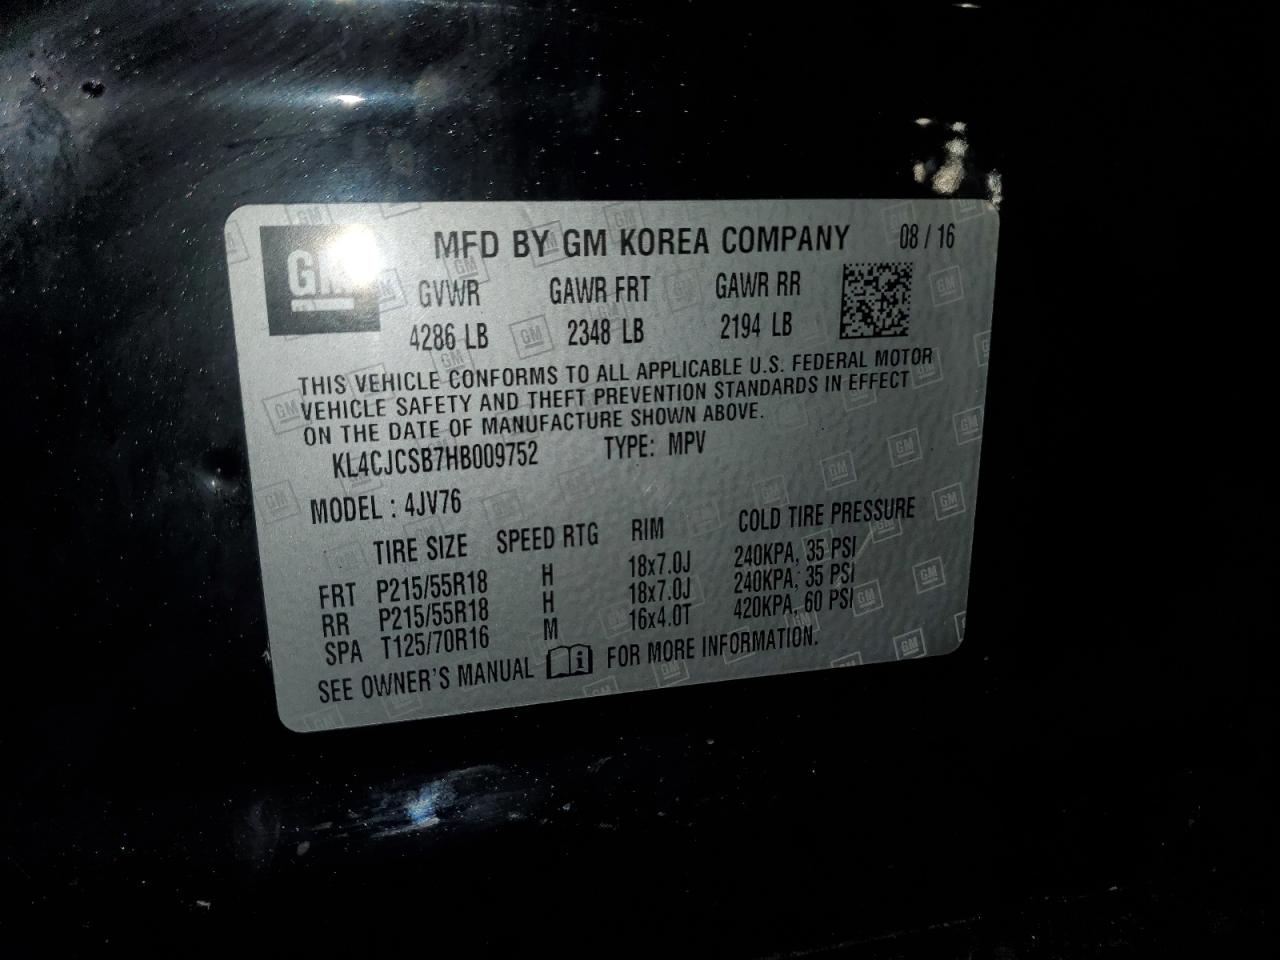 GM
MFD BY GM KOREA COMPANY 08 / 16
GVWR GAWR FRT GAWR RR
4286 LB 2348 LB 2194 LB
THIS VEHICLE CONFORMS TO ALL APPLICABLE U.S. FEDERAL MOTOR
VEHICLE SAFETY AND THEFT PREVENTION STANDARDS IN EFFECT
ON THE DATE OF MANUFACTURE SHOWN ABOVE.
KL4CJCSB7HB009752 TYPE: MPV
MODEL : 4JV76
TIRE SIZE SPEED RTG RIM COLD TIRE PRESSURE
FRT P215/55R18 H 18x7.0J 240KPA, 35 PSI
RR P215/55R18 H 18x7.0J 240KPA, 35 PSI
SPA T125/70R16 M 16x4.0T 420KPA, 60 PSI
SEE OWNER'S MANUAL FOR MORE INFORMATION.